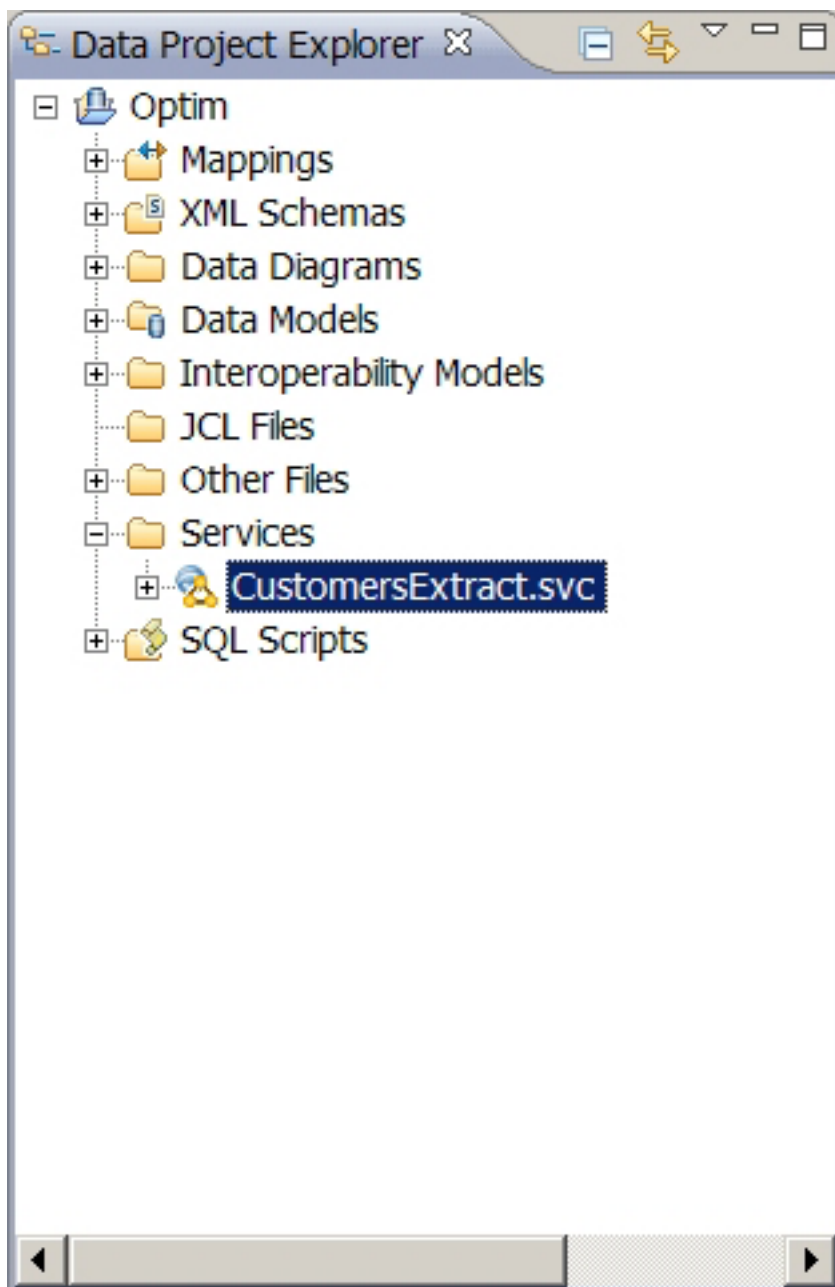 Data Project Explorer
Optim
Mappings
XML Schemas
Data Diagrams
Data Models
Interoperability Models
JCL Files
Other Files
Services
CustomersExtract.svc
SQL Scripts